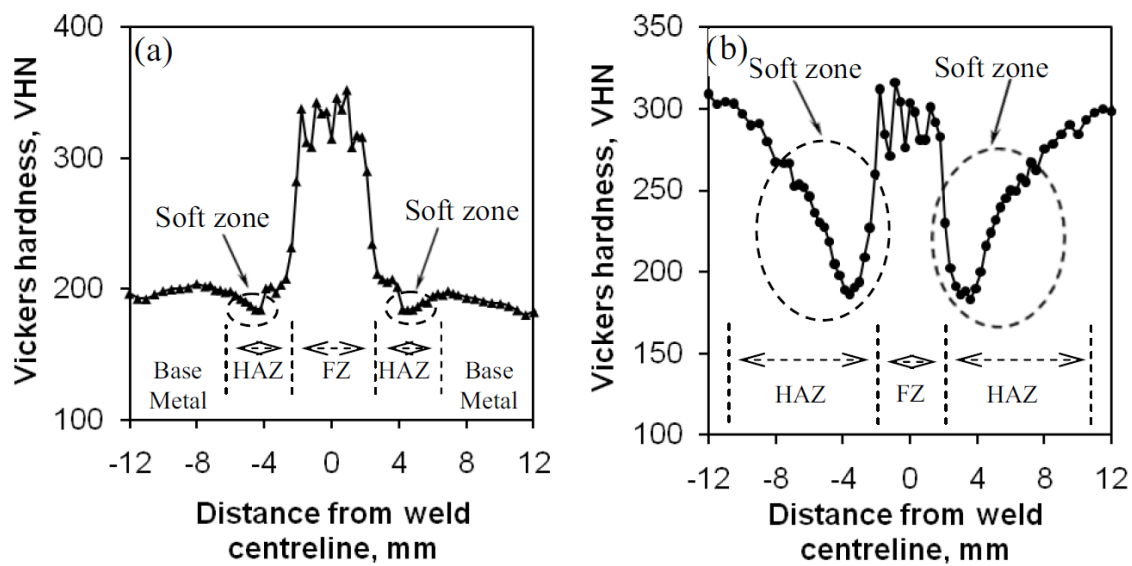 (a)
Vickers hardness, VHN
400
300
200
100
Soft zone
Soft zone
Base
Metal
HAZ
FZ
HAZ
Base
Metal
-12
-8
-4
0
4
8
12
Distance from weld
centreline, mm
(b)
Vickers hardness, VHN
350
300
250
200
150
100
Soft zone
Soft zone
HAZ
FZ
HAZ
-12
-8
-4
0
4
8
12
Distance from weld
centreline, mm